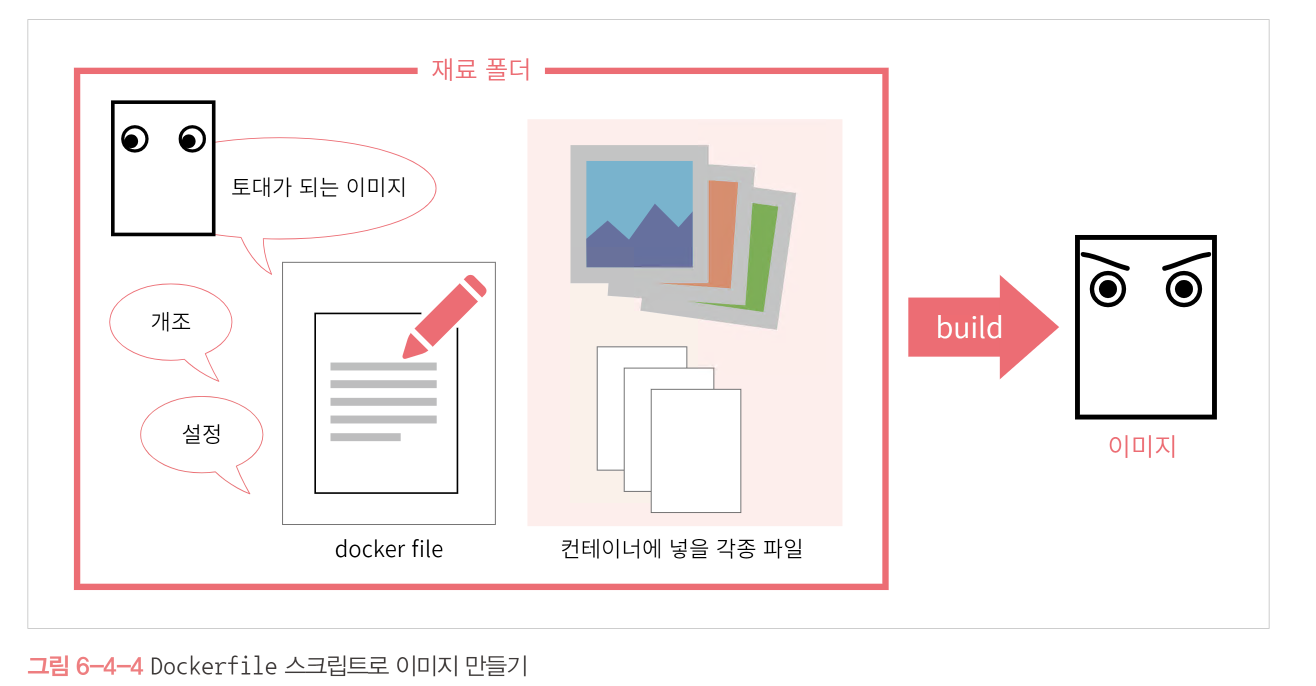 재료 폴더
토대가 되는 이미지
개조
설정
docker file
컨테이너에 넣을 각종 파일
build
이미지
그림 6-4-4 Dockerfile 스크립트로 이미지 만들기